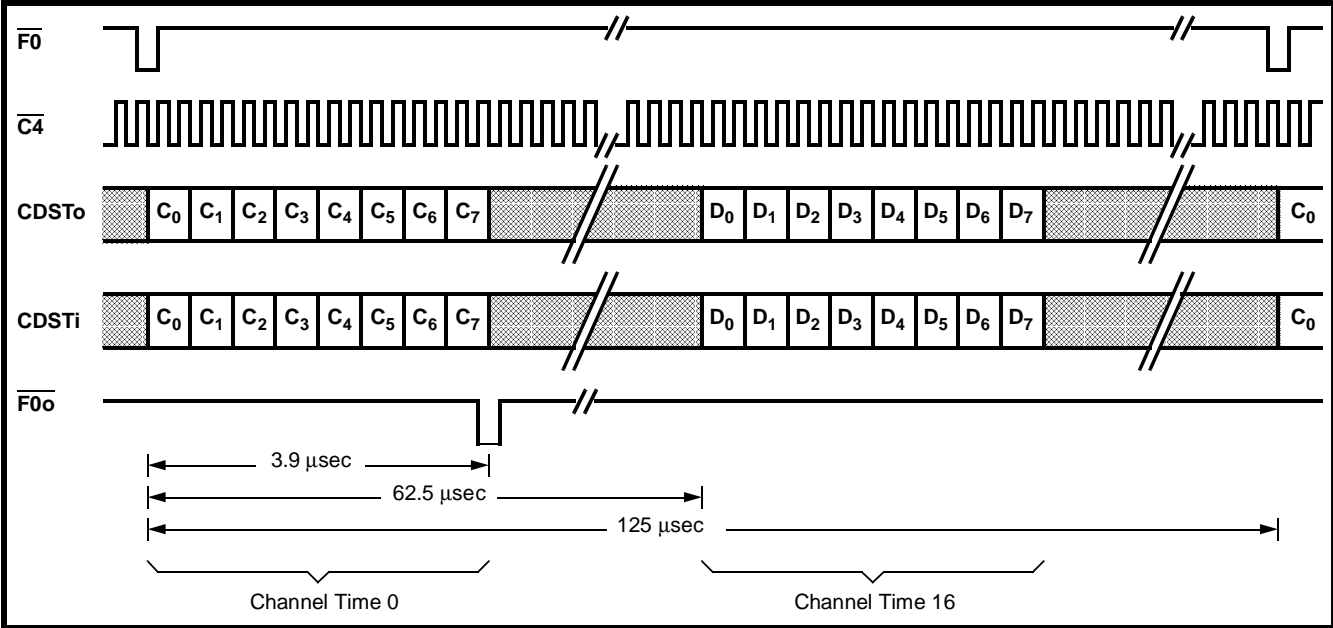 F0
C4
CDSTo C0 C1 C2 C3 C4 C5 C6 C7 D0 D1 D2 D3 D4 D5 D6 D7 C0
CDSTi C0 C1 C2 C3 C4 C5 C6 C7 D0 D1 D2 D3 D4 D5 D6 D7 C0
F0o
3.9 μsec
62.5 μsec
125 μsec
Channel Time 0 Channel Time 16